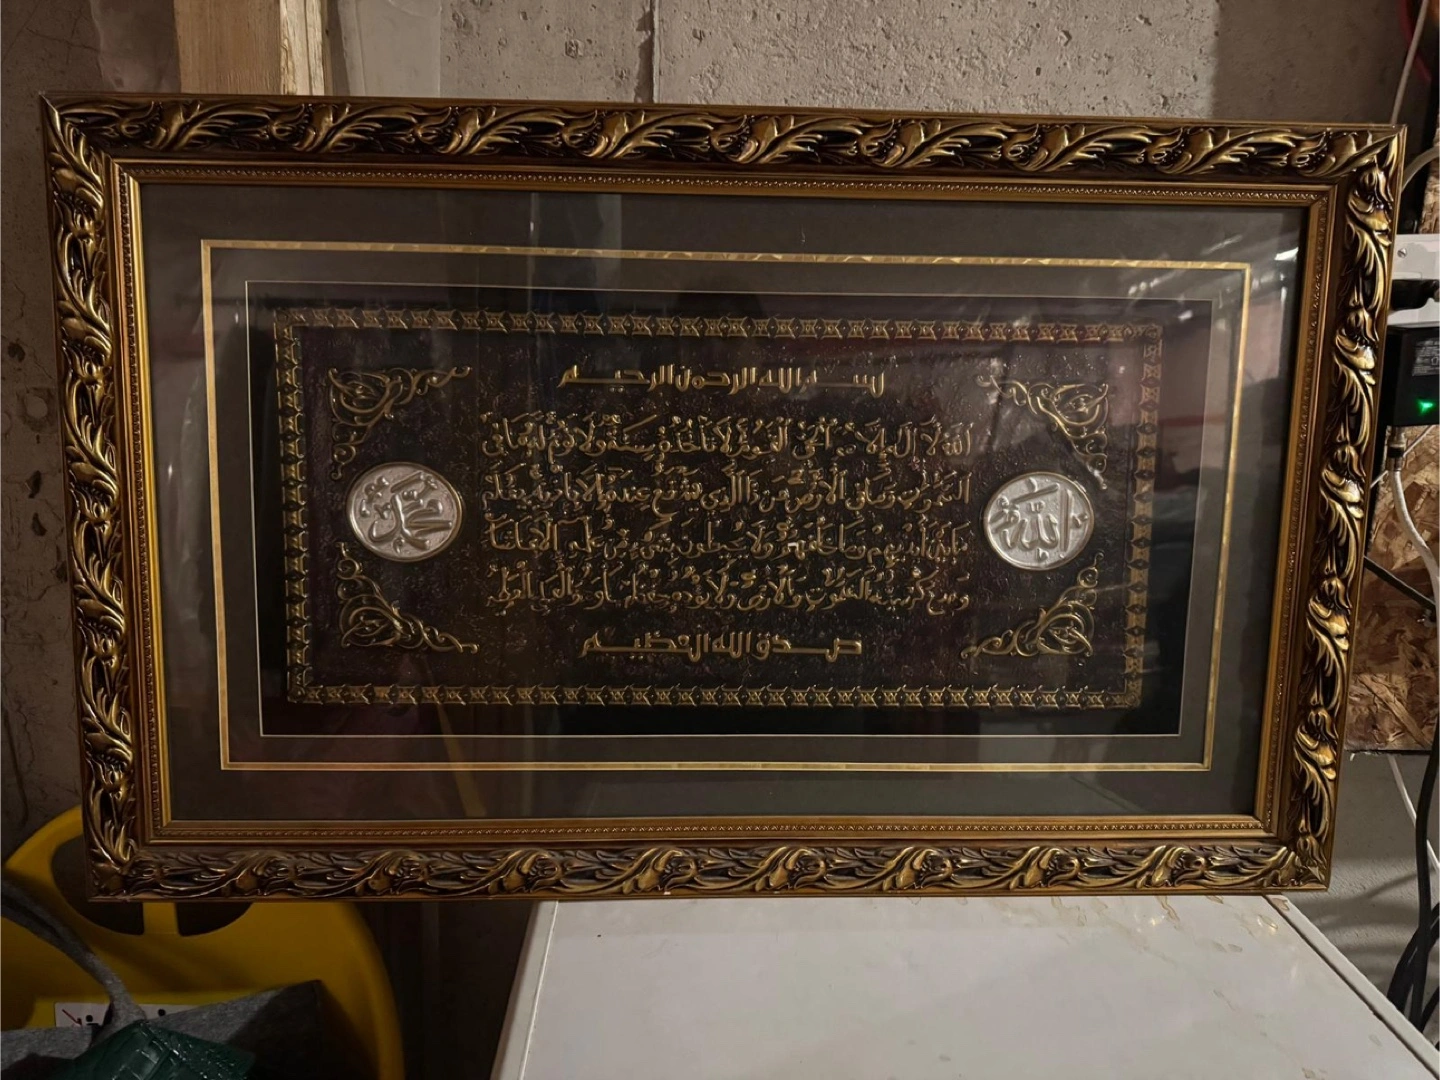 بسم الله الرحمن الرحيم
الله لا إله إلا هو الحي القيوم لا تأخذه سنة ولا نوم له ما في
السموات وما في الأرض من ذا الذي يشفع عنده إلا بإذنه يعلم
ما بين أيديهم وما خلفهم ولا يحيطون بشيء من علمه إلا بما شاء
وسع كرسيه السموات والأرض ولا يؤده حفظهما وهو العلي العظيم
الله
محمد
صدق الله العظيم